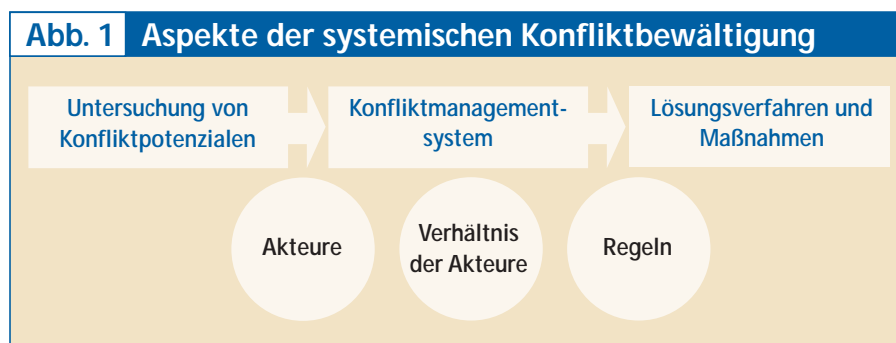 Abb. 1 Aspekte der systemischen Konfliktbewältigung
Untersuchung von
Konfliktpotenzialen
Konfliktmanagement-
system
Lösungsverfahren und
Maßnahmen
Akteure
Verhältnis
der Akteure
Regeln